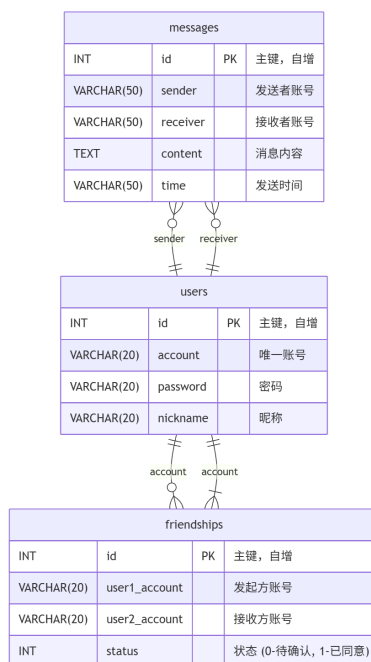 messages
INT id PK 主键，自增
VARCHAR(50) sender 发送者账号
VARCHAR(50) receiver 接收者账号
TEXT content 消息内容
VARCHAR(50) time 发送时间
sender receiver
users
INT id PK 主键，自增
VARCHAR(20) account 唯一账号
VARCHAR(20) password 密码
VARCHAR(20) nickname 昵称
account account
friendships
INT id PK 主键，自增
VARCHAR(20) user1_account 发起方账号
VARCHAR(20) user2_account 接收方账号
INT status 状态 (0-待确认, 1-已同意)